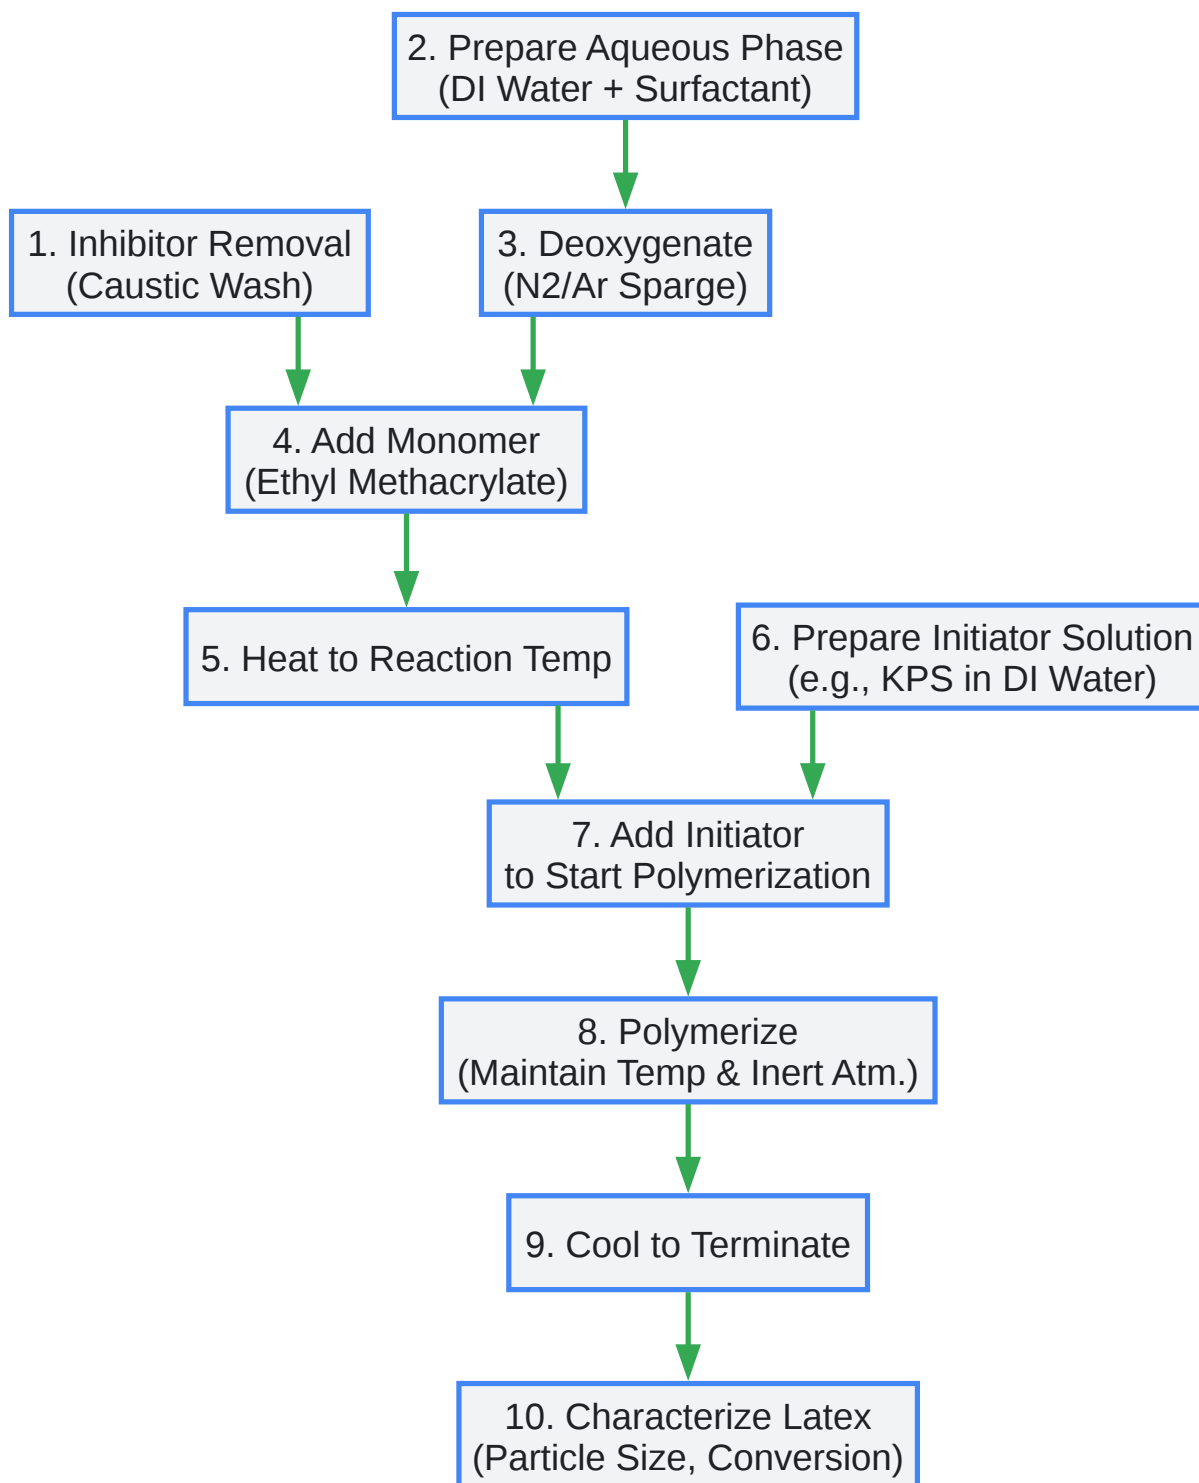 2. Prepare Aqueous Phase
(DI Water + Surfactant)
1. Inhibitor Removal
(Caustic Wash)
3. Deoxygenate
(N2/Ar Sparge)
4. Add Monomer
(Ethyl Methacrylate)
5. Heat to Reaction Temp
6. Prepare Initiator Solution
(e.g., KPS in DI Water)
7. Add Initiator
to Start Polymerization
8. Polymerize
(Maintain Temp & Inert Atm.)
9. Cool to Terminate
10. Characterize Latex
(Particle Size, Conversion)